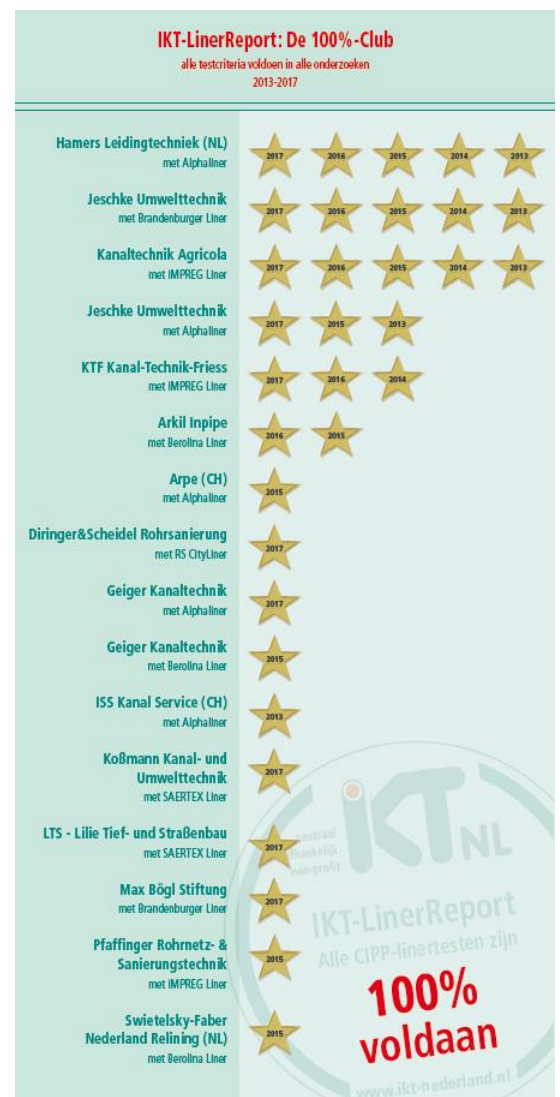 IKT-LinerReport: De 100%-Club
alle testcriteria voldoen in alle onderzoeken
2013-2017
Hamers Leidingtechniek (NL)
met Alphaliner
2017 2016 2015 2014 2013
Jeschke Umwelttechnik
met Brandenburger Liner
2017 2016 2015 2014 2013
Kanaltechnik Agricola
met iMPREG Liner
2017 2016 2015 2014 2013
Jeschke Umwelttechnik
met Alphaliner
2017 2015 2013
KTF Kanal-Technik-Friess
met iMPREG Liner
2017 2016 2014
Arkil Inpipe
met Berolina Liner
2016 2015
Arpe (CH)
met Alphaliner
2015
Diringer&Scheidel Rohrsanierung
met RS CityLiner
2017
Geiger Kanaltechnik
met Alphaliner
2017
Geiger Kanaltechnik
met Berolina Liner
2015
ISS Kanal Service (CH)
met Alphaliner
2013
Koßmann Kanal- und
Umwelttechnik
met SAERTEX Liner
2017
LTS - Lilie Tief- und Straßenbau
met SAERTEX Liner
2017
Max Bögl Stiftung
met Brandenburger Liner
2017
Pfaffinger Rohrnetz- &
Sanierungstechnik
met iMPREG Liner
2015
Swietelsky-Faber
Nederland Relining (NL)
met Berolina Liner
2015
neutraal
non-profit
iKT NL
IKT-LinerReport
Alle CIPP-linertesten zijn
100%
voldaan
www.ikt-nederland.nl